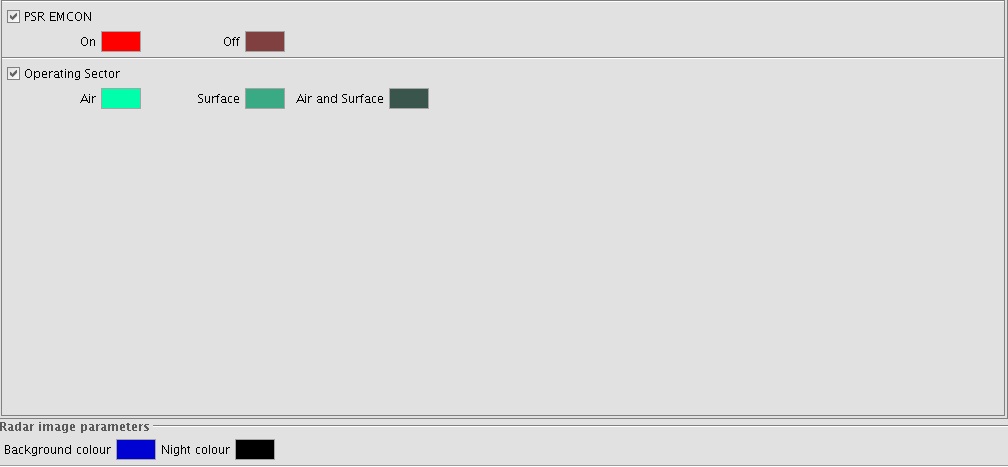 PSR EMCON
On Off
Operating Sector
Air Surface Air and Surface
Radar image parameters
Background colour Night colour